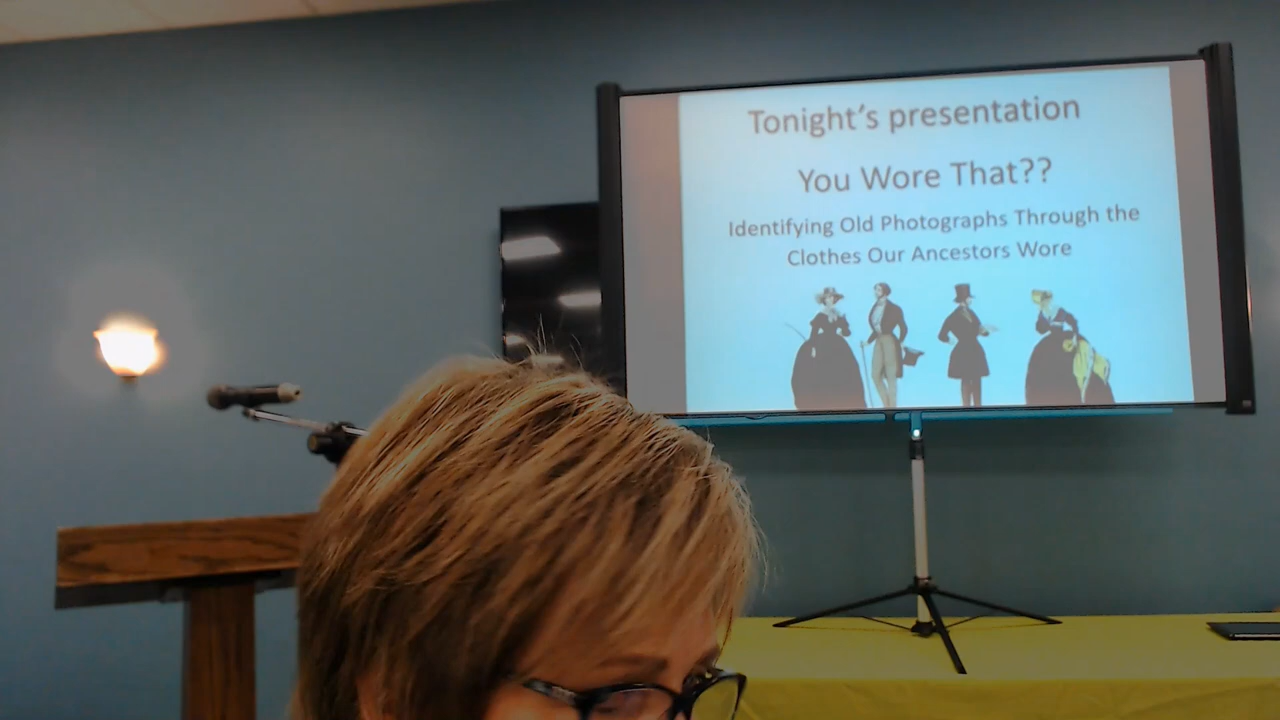 Tonight's presentation
You Wore That??
Identifying Old Photographs Through the
Clothes Our Ancestors Wore